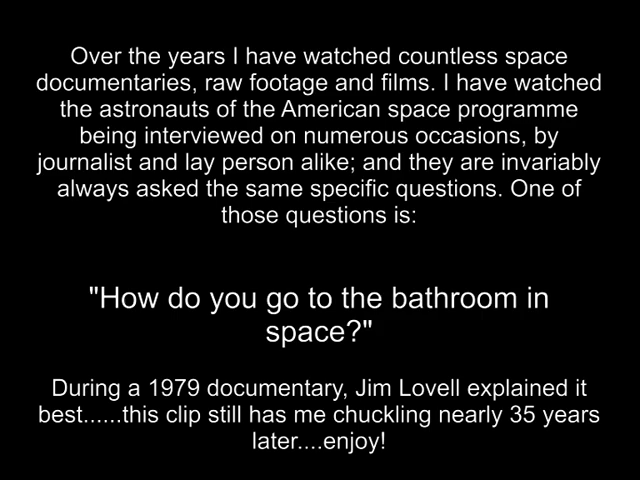 Over the years I have watched countless space
documentaries, raw footage and films. I have watched
the astronauts of the American space programme
being interviewed on numerous occasions, by
journalist and lay person alike; and they are invariably
always asked the same specific questions. One of
those questions is:
"How do you go to the bathroom in
space?"
During a 1979 documentary, Jim Lovell explained it
best......this clip still has me chuckling nearly 35 years
later....enjoy!